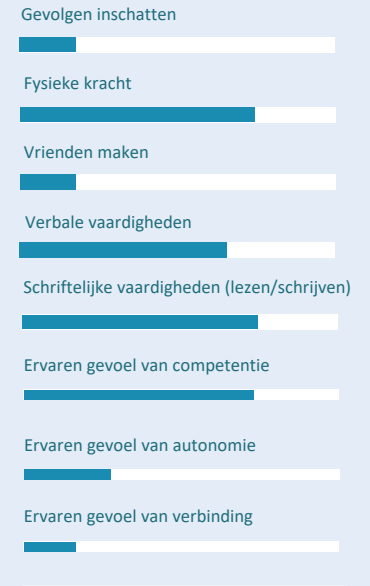 Gevolgen inschatten
Fysieke kracht
Vrienden maken
Verbale vaardigheden
Schriftelijke vaardigheden (lezen/schrijven)
Ervaren gevoel van competentie
Ervaren gevoel van autonomie
Ervaren gevoel van verbinding